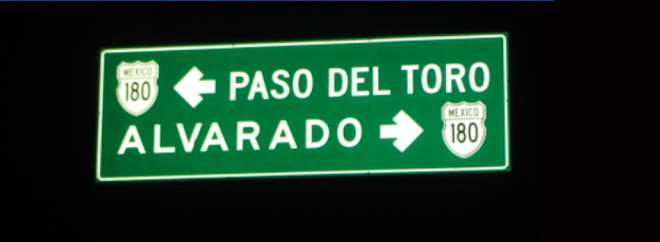 MEXICO
180 ← PASO DEL TORO
ALVARADO → MEXICO
180